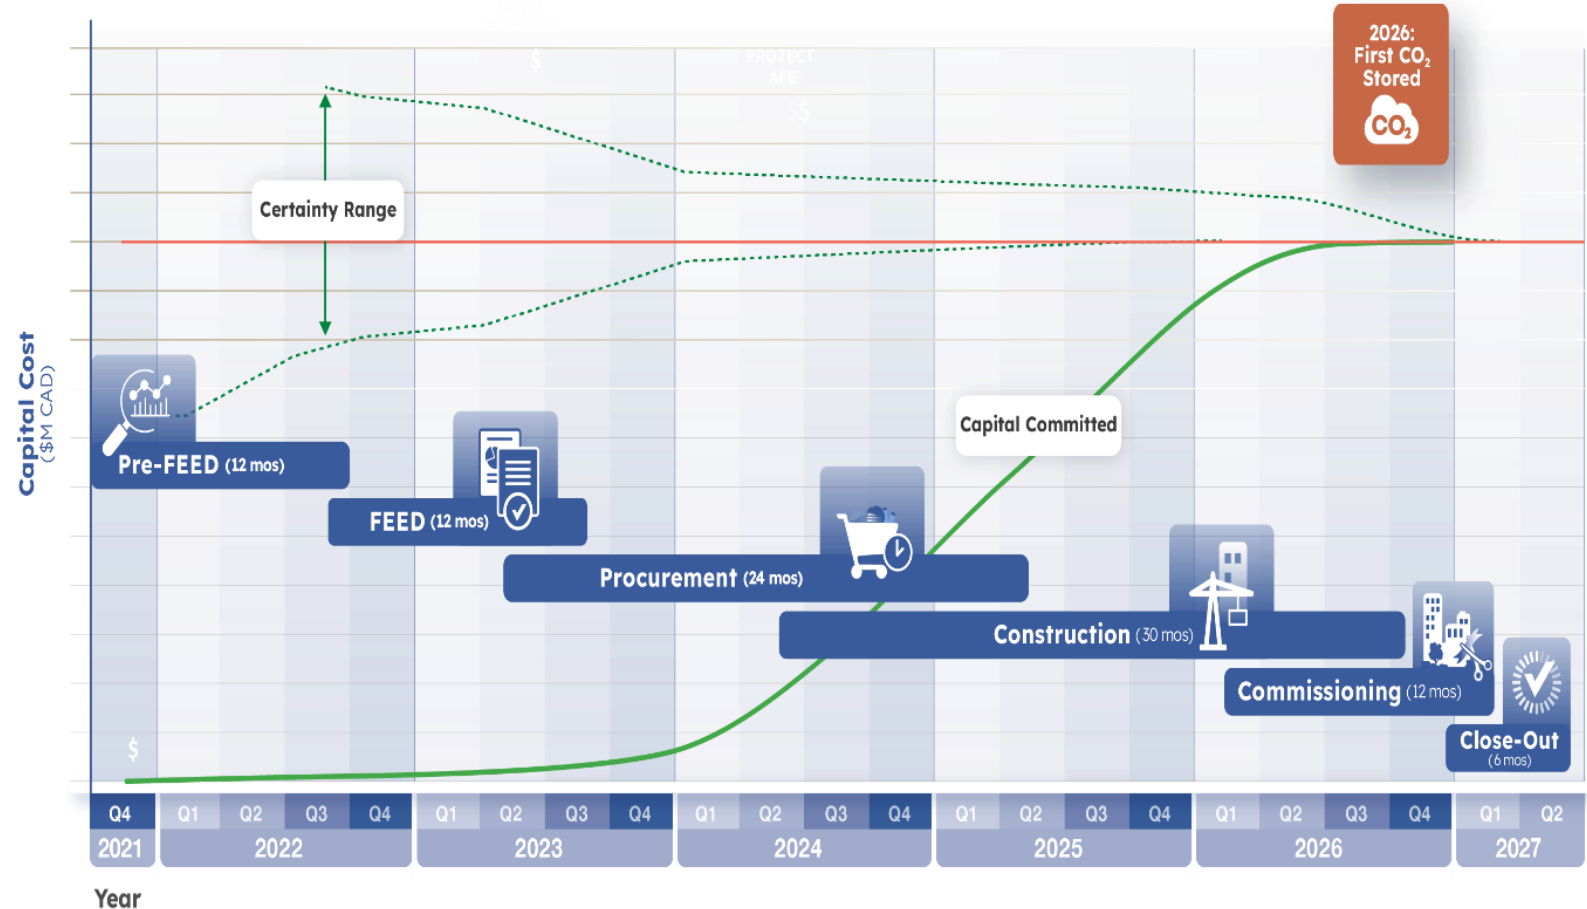 $
PROJECT
AFE
$$
2026:
First CO₂
Stored
CO₂
Certainty Range
Capital Cost
($M CAD)
Capital Committed
Pre-FEED (12 mos)
FEED (12 mos)
Procurement (24 mos)
Construction (30 mos)
Commissioning (12 mos)
Close-Out
(6 mos)
$
Q4 Q1 Q2 Q3 Q4 Q1 Q2 Q3 Q4 Q1 Q2 Q3 Q4 Q1 Q2 Q3 Q4 Q1 Q2 Q3 Q4 Q1 Q2
2021 2022 2023 2024 2025 2026 2027
Year